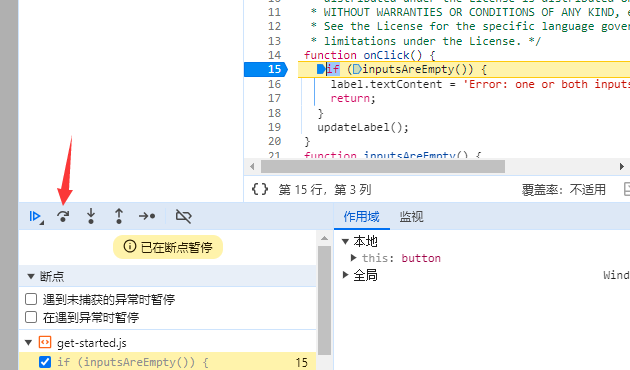 10 * distributed under the License is distributed on
11 * WITHOUT WARRANTIES OR CONDITIONS OF ANY KIND, e
12 * See the License for the specific language gover
13 * limitations under the License. */
14 function onClick() {
15 if (inputsAreEmpty()) {
16 label.textContent = 'Error: one or both inputs
17 return;
18 }
19 updateLabel();
20 }
21 function inputsAreEmpty() {
{} 第 15 行，第 3 列 覆盖率：不适用
已在断点暂停
断点
遇到未捕获的异常时暂停
在遇到异常时暂停
get-started.js
if (inputsAreEmpty()) { 15
作用域 监视
本地
this: button
全局 Wind